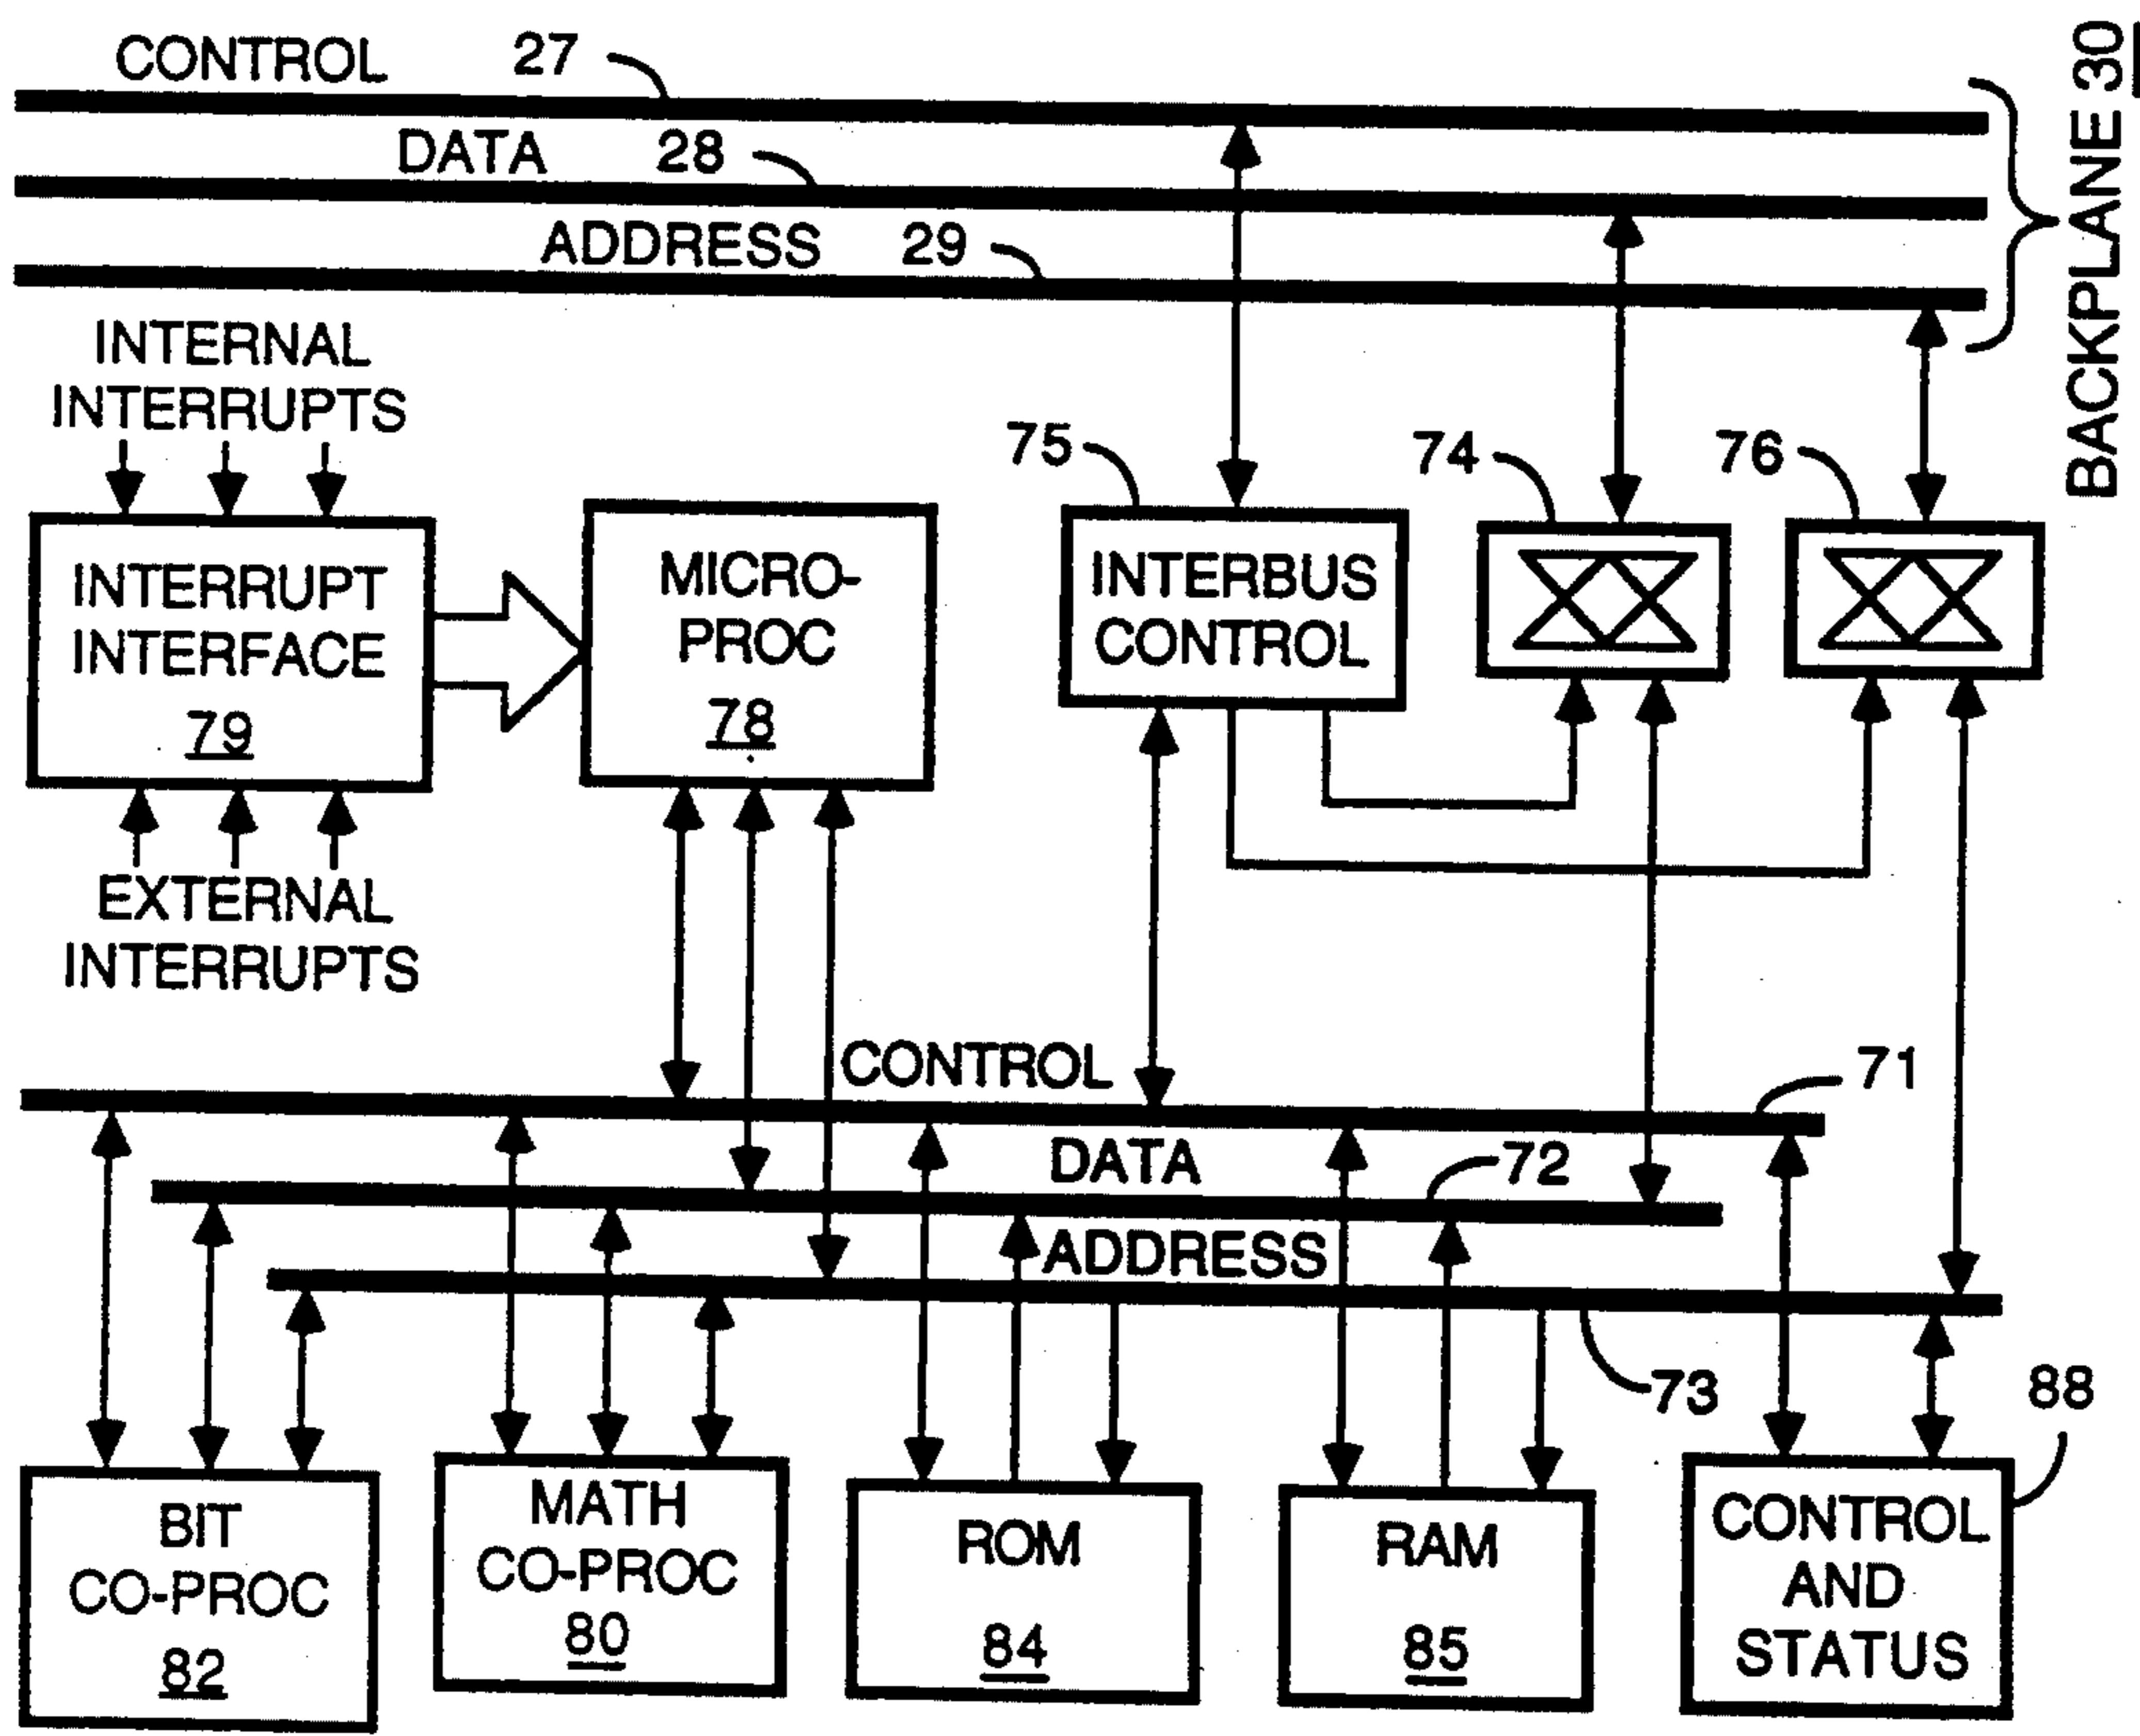 CONTROL 27
DATA 28
ADDRESS 29
BACKPLANE 30
INTERNAL
INTERRUPTS
75
74
76
INTERRUPT
INTERFACE
79
MICRO-
PROC
78
INTERBUS
CONTROL
EXTERNAL
INTERRUPTS
CONTROL
71
DATA
72
ADDRESS
73
88
BIT
CO-PROC
82
MATH
CO-PROC
80
ROM
84
RAM
85
CONTROL
AND
STATUS